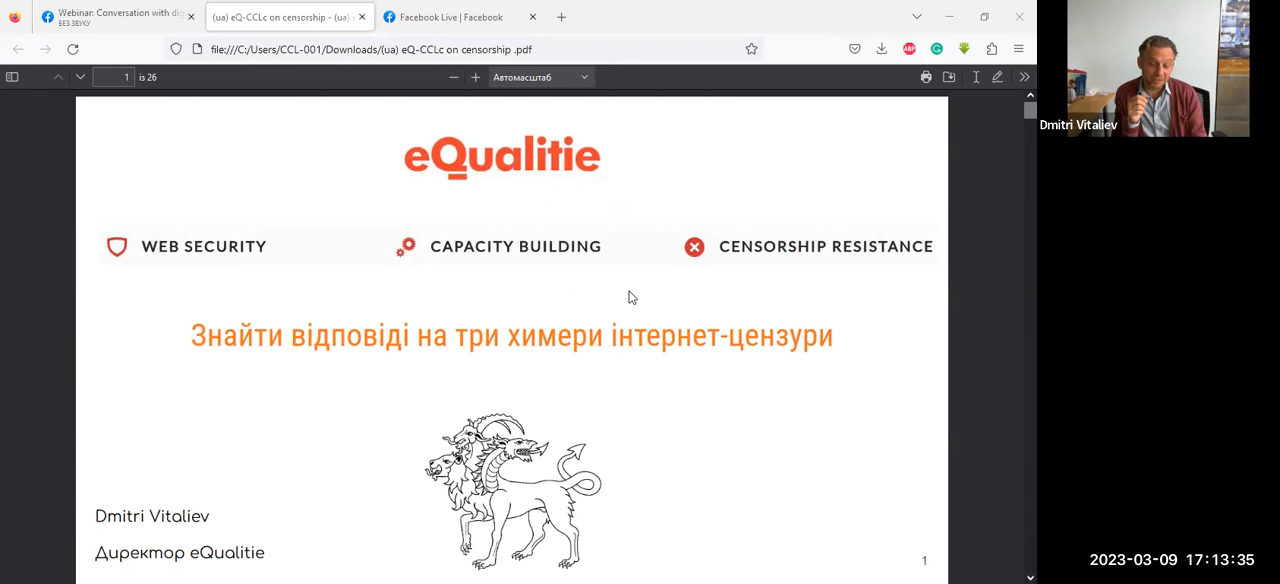 Webinar: Conversation with dig
БЕЗ ЗВУКУ
(ua) eQ-CCLc on censorship - (ua) e
Facebook Live | Facebook
file:///C:/Users/CCL-001/Downloads/(ua) eQ-CCLc on censorship .pdf
ABP
1 із 26
Автомасштаб
eQualitie
WEB SECURITY
CAPACITY BUILDING
CENSORSHIP RESISTANCE
Знайти відповіді на три химери інтернет-цензури
Dmitri Vitaliev
Директор eQualitie
1
Dmitri Vitaliev
2023-03-09 17:13:35